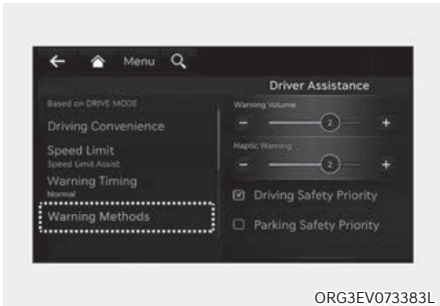 Menu
Driver Assistance
Based on DRIVE MODE
Driving Convenience
Speed Limit
Speed Limit Assist
Warning Timing
Normal
Warning Methods
Warning Volume
- 2 +
Haptic Warning
- 2 +
Driving Safety Priority
Parking Safety Priority
ORG3EV073383L